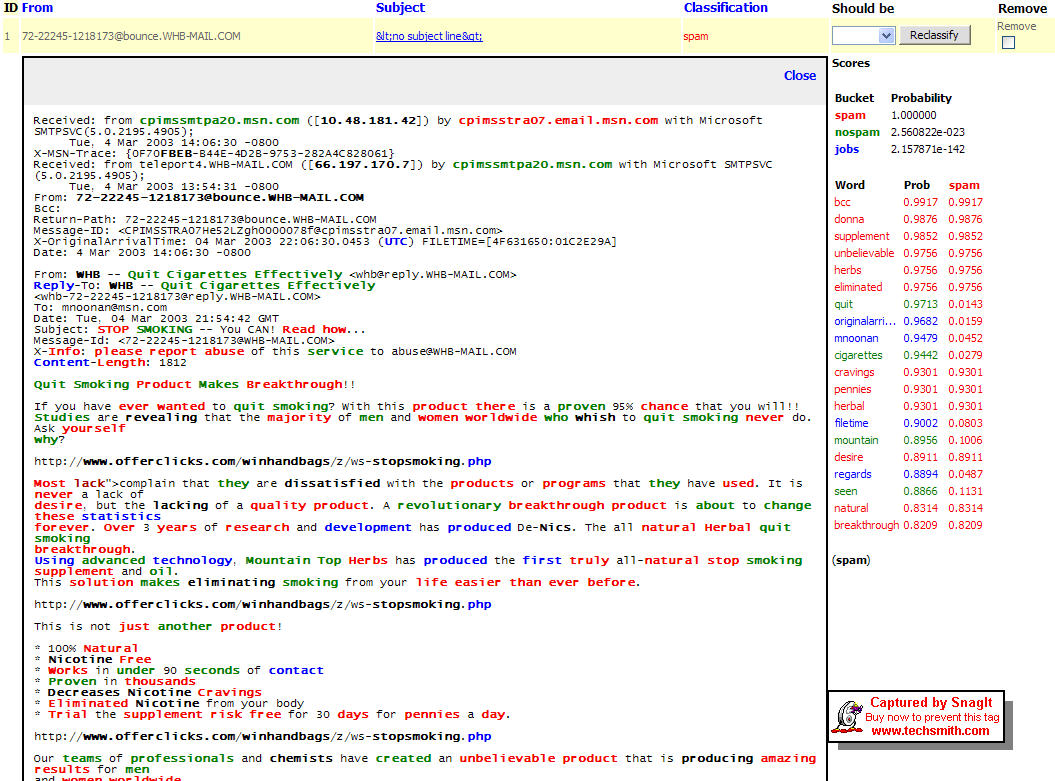 ID From Subject Classification Should be Remove
1 72-22245-1218173@bounce.WHB-MAIL.COM &lt;no subject line&gt; spam Reclassify Remove
Close
Received: from cpimssmtpa20.msn.com ([10.48.181.42]) by cpimsstra07.email.msn.com with Microsoft
SMTPSVC(5.0.2195.4905);
Tue, 4 Mar 2003 14:06:30 -0800
X-MSN-Trace: {0F70FBEB-B44E-4D2B-9753-282A4C828061}
Received: from teleport4.WHB-MAIL.COM ([66.197.170.7]) by cpimssmtpa20.msn.com with Microsoft SMTPSVC
(5.0.2195.4905);
Tue, 4 Mar 2003 13:54:31 -0800
From: 72-22245-1218173@bounce.WHB-MAIL.COM
Bcc:
Return-Path: 72-22245-1218173@bounce.WHB-MAIL.COM
Message-ID: <CPIMSSTRA07He52LZgh0000078f@cpimsstra07.email.msn.com>
X-OriginalArrivalTime: 04 Mar 2003 22:06:30.0453 (UTC) FILETIME=[4F631650:01C2E29A]
Date: 4 Mar 2003 14:06:30 -0800
From: WHB -- Quit Cigarettes Effectively <whb@reply.WHB-MAIL.COM>
Reply-To: WHB -- Quit Cigarettes Effectively
<whb-72-22245-1218173@reply.WHB-MAIL.COM>
To: mnoonan@msn.com
Date: Tue, 04 Mar 2003 21:54:42 GMT
Subject: STOP SMOKING -- You CAN! Read how...
Message-Id: <72-22245-1218173@WHB-MAIL.COM>
X-Info: please report abuse of this service to abuse@WHB-MAIL.COM
Content-Length: 1812
Quit Smoking Product Makes Breakthrough!!
If you have ever wanted to quit smoking? With this product there is a proven 95% chance that you will!!
Studies are revealing that the majority of men and women worldwide who whish to quit smoking never do.
Ask yourself
why?
http://www.offerclicks.com/winhandbags/z/ws-stopsmoking.php
Most lack">complain that they are dissatisfied with the products or programs that they have used. It is
never a lack of
desire, but the lacking of a quality product. A revolutionary breakthrough product is about to change
these statistics
foreer. Over 3 years of research and development has produced De-Nics. The all natural Herbal quit
smoking
breakthrough.
Using advanced technology, Mountain Top Herbs has produced the first truly all-natural stop smoking
supplement and oil.
This solution makes eliminating smoking from your life easier than ever before.
http://www.offerclicks.com/winhandbags/z/ws-stopsmoking.php
This is not just another product!
* 100% Natural
* Nicotine Free
* Works in under 90 seconds of contact
* Proven in thousands
* Decreases Nicotine Cravings
* Eliminated Nicotine from your body
* Trial the supplement risk free for 30 days for pennies a day.
http://www.offerclicks.com/winhandbags/z/ws-stopsmoking.php
Our teams of professionals and chemists have created an unbelievable product that is producing amazing
results for men
and women worldwide
Scores
Bucket Probability
spam 1.000000
nospam 2.560822e-023
jobs 2.157871e-142
Word Prob spam
bcc 0.9917 0.9917
donna 0.9876 0.9876
supplement 0.9852 0.9852
unbelievable 0.9756 0.9756
herbs 0.9756 0.9756
eliminated 0.9756 0.9756
quit 0.9713 0.0143
originalarri... 0.9682 0.0159
mnoonan 0.9479 0.0452
cigarettes 0.9442 0.0279
cravings 0.9301 0.9301
pennies 0.9301 0.9301
herbal 0.9301 0.9301
filetime 0.9002 0.0803
mountain 0.8956 0.1006
desire 0.8911 0.8911
regards 0.8894 0.0487
seen 0.8866 0.1131
natural 0.8314 0.8314
breakthrough 0.8209 0.8209
(spam)
Captured by SnagIt
Buy now to prevent this tag
www.techsmith.com